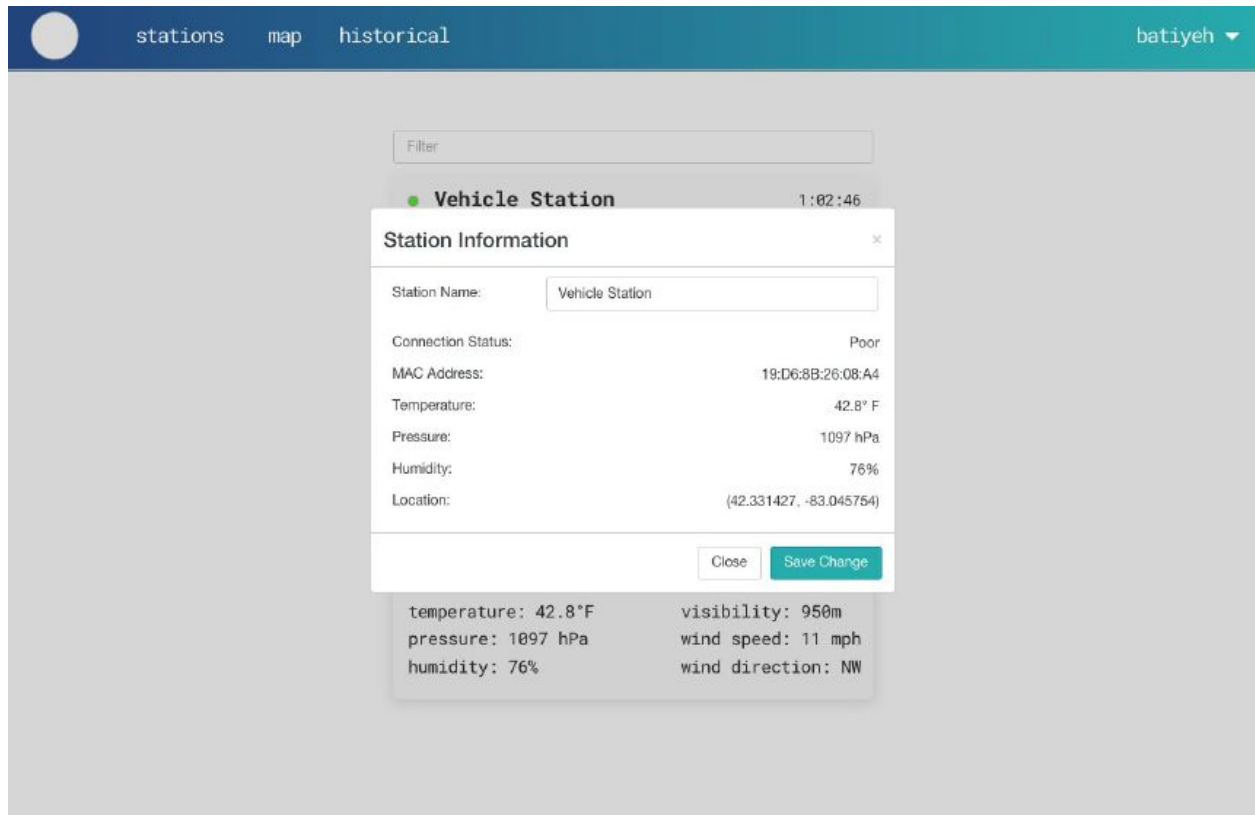 stations map historical batiyeh
Filter
Vehicle Station 1:02:46
Station Information ×
Station Name: Vehicle Station
Connection Status: Poor
MAC Address: 19:D6:8B:26:08:A4
Temperature: 42.8° F
Pressure: 1097 hPa
Humidity: 76%
Location: (42.331427, -83.045754)
Close Save Change
temperature: 42.8°F visibility: 950m
pressure: 1097 hPa wind speed: 11 mph
humidity: 76% wind direction: NW